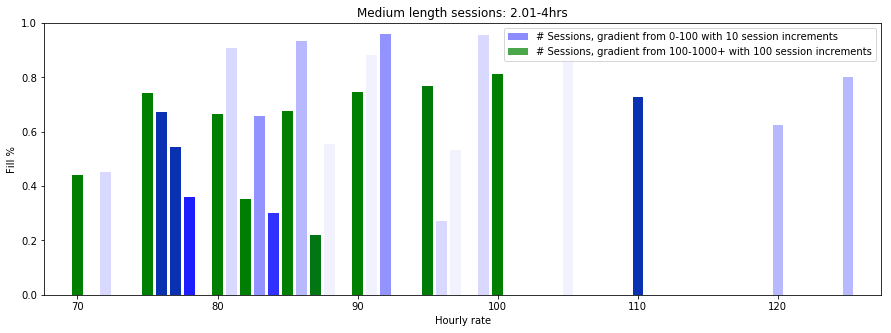 Medium length sessions: 2.01-4hrs
1.0
0.8
0.6
0.4
0.2
0.0
Fill %
# Sessions, gradient from 0-100 with 10 session increments
# Sessions, gradient from 100-1000+ with 100 session increments
70 80 90 100 110 120
Hourly rate